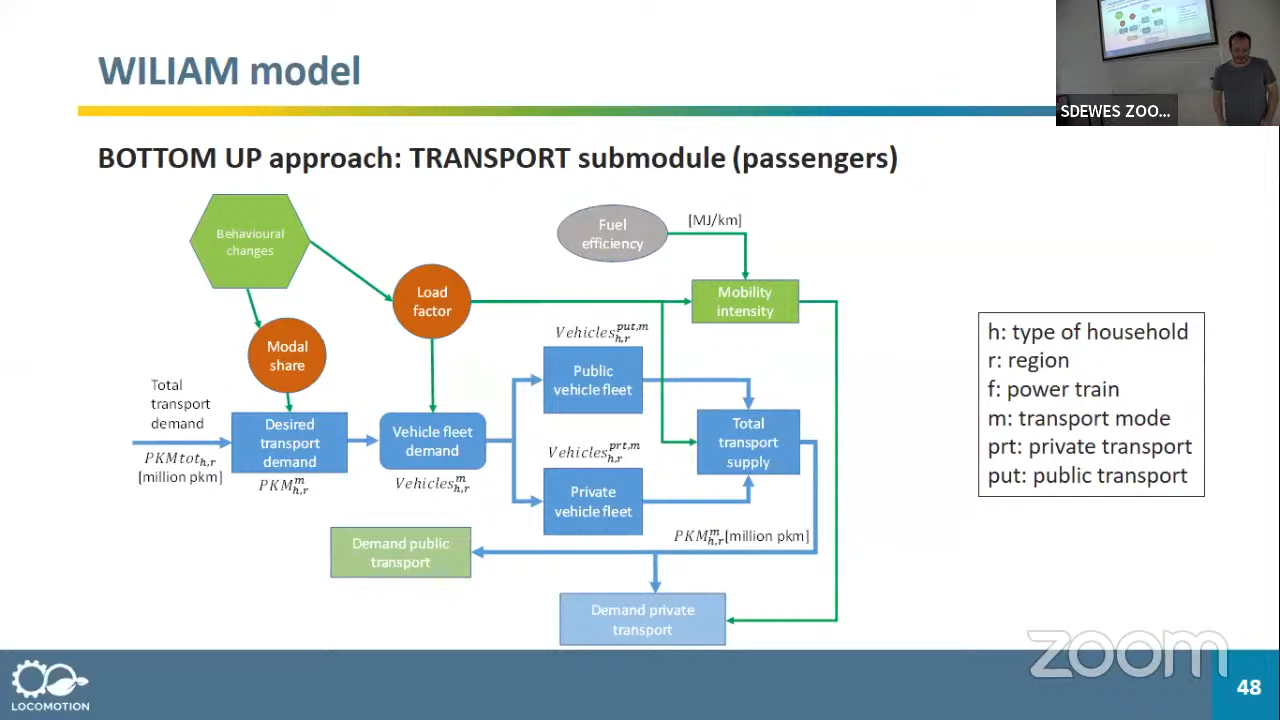 WILIAM model
SDEWES ZOO...
BOTTOM UP approach: TRANSPORT submodule (passengers)
Behavioural
changes
Fuel
efficiency
[MJ/km]
Load
factor
Mobility
intensity
Modal
share
Vehicles_{h,r}^{put,m}
Public
vehicle fleet
Total
transport
demand
Desired
transport
demand
Vehicle fleet
demand
Total
transport
supply
PKMtot_{h,r}
[million pkm]
PKM_{h,r}^{m}
Vehicles_{h,r}^{m}
Vehicles_{h,r}^{prt,m}
Private
vehicle fleet
PKM_{h,r}^{m}[million pkm]
Demand public
transport
Demand private
transport
h: type of household
r: region
f: power train
m: transport mode
prt: private transport
put: public transport
zoom
LOCOMOTION
48